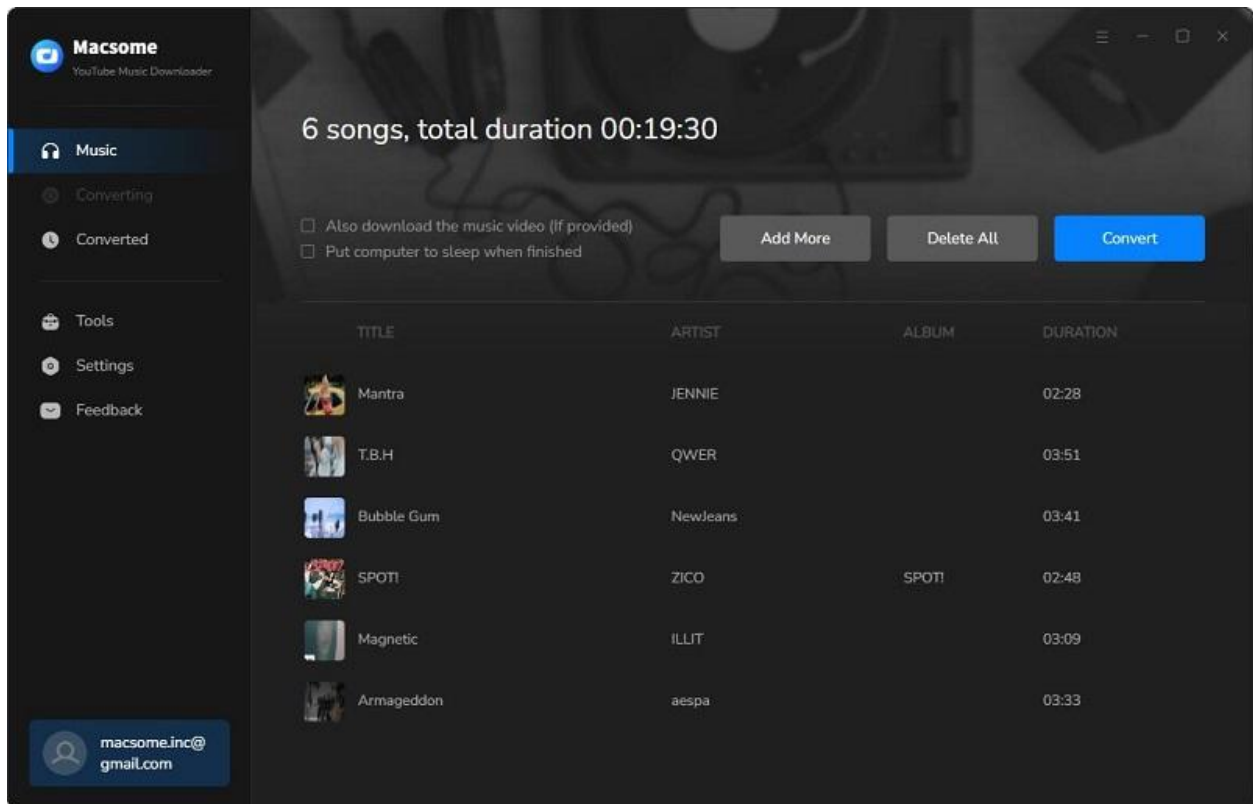 Macsome
YouTube Music Downloader
Music
Converting
Converted
Tools
Settings
Feedback
macsome.inc@
gmail.com
6 songs, total duration 00:19:30
Also download the music video (If provided)
Put computer to sleep when finished
Add More
Delete All
Convert
TITLE ARTIST ALBUM DURATION
Mantra JENNIE 02:28
T.B.H QWER 03:51
Bubble Gum NewJeans 03:41
SPOT! ZICO SPOT! 02:48
Magnetic ILLIT 03:09
Armageddon aespa 03:33